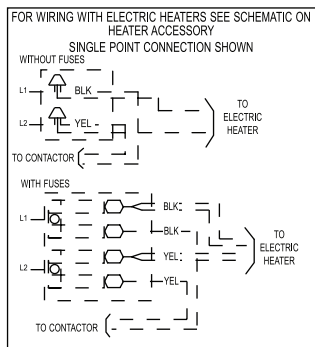 FOR WIRING WITH ELECTRIC HEATERS SEE SCHEMATIC ON
HEATER ACCESSORY
SINGLE POINT CONNECTION SHOWN
WITHOUT FUSES
L1
BLK
L2
YEL
TO
ELECTRIC
HEATER
TO CONTACTOR
WITH FUSES
BLK
L1
BLK
YEL
L2
YEL
TO
ELECTRIC
HEATER
TO CONTACTOR